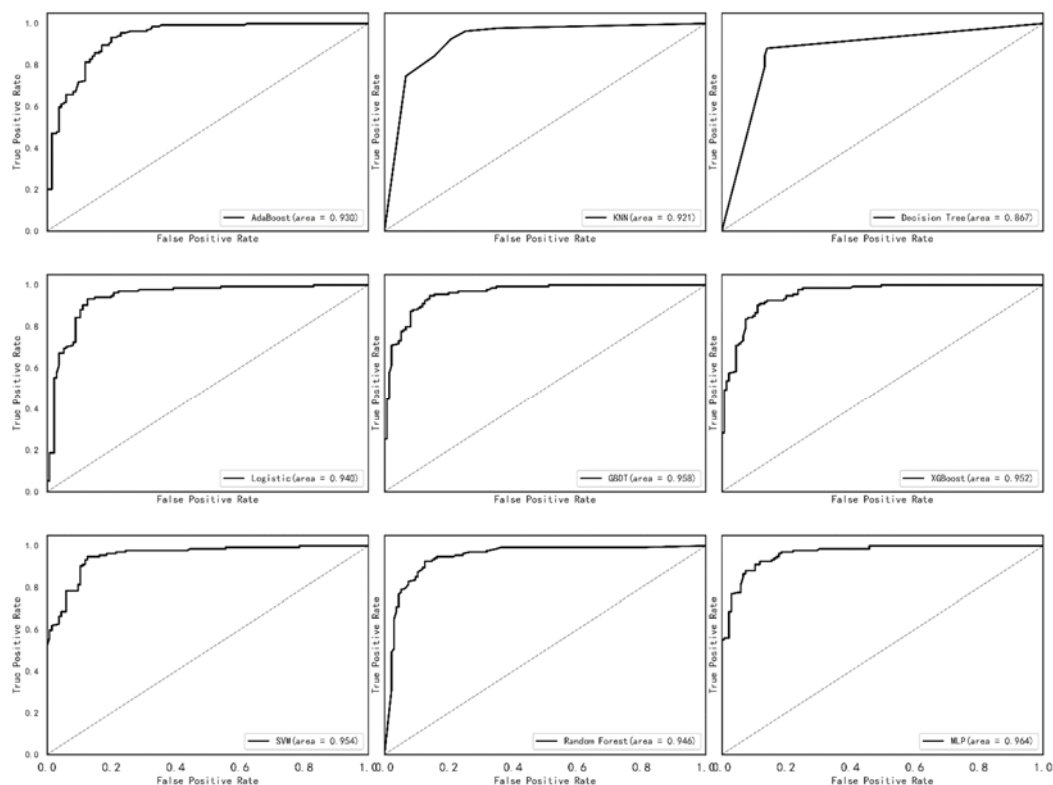 1.0
0.8
0.6
0.4
0.2
0.0
True Positive Rate
AdaBoost(area = 0.930)
False Positive Rate
True Positive Rate
KNN(area = 0.921)
False Positive Rate
True Positive Rate
Decision Tree(area = 0.867)
False Positive Rate
1.0
0.8
0.6
0.4
0.2
0.0
True Positive Rate
Logistic(area = 0.940)
False Positive Rate
True Positive Rate
GBDT(area = 0.958)
False Positive Rate
True Positive Rate
XGBoost(area = 0.952)
False Positive Rate
1.0
0.8
0.6
0.4
0.2
0.0
True Positive Rate
SVM(area = 0.954)
0.0 0.2 0.4 0.6 0.8 1.0
False Positive Rate
True Positive Rate
Random Forest(area = 0.946)
0.0 0.2 0.4 0.6 0.8 1.0
False Positive Rate
True Positive Rate
MLP(area = 0.964)
0.0 0.2 0.4 0.6 0.8 1.0
False Positive Rate